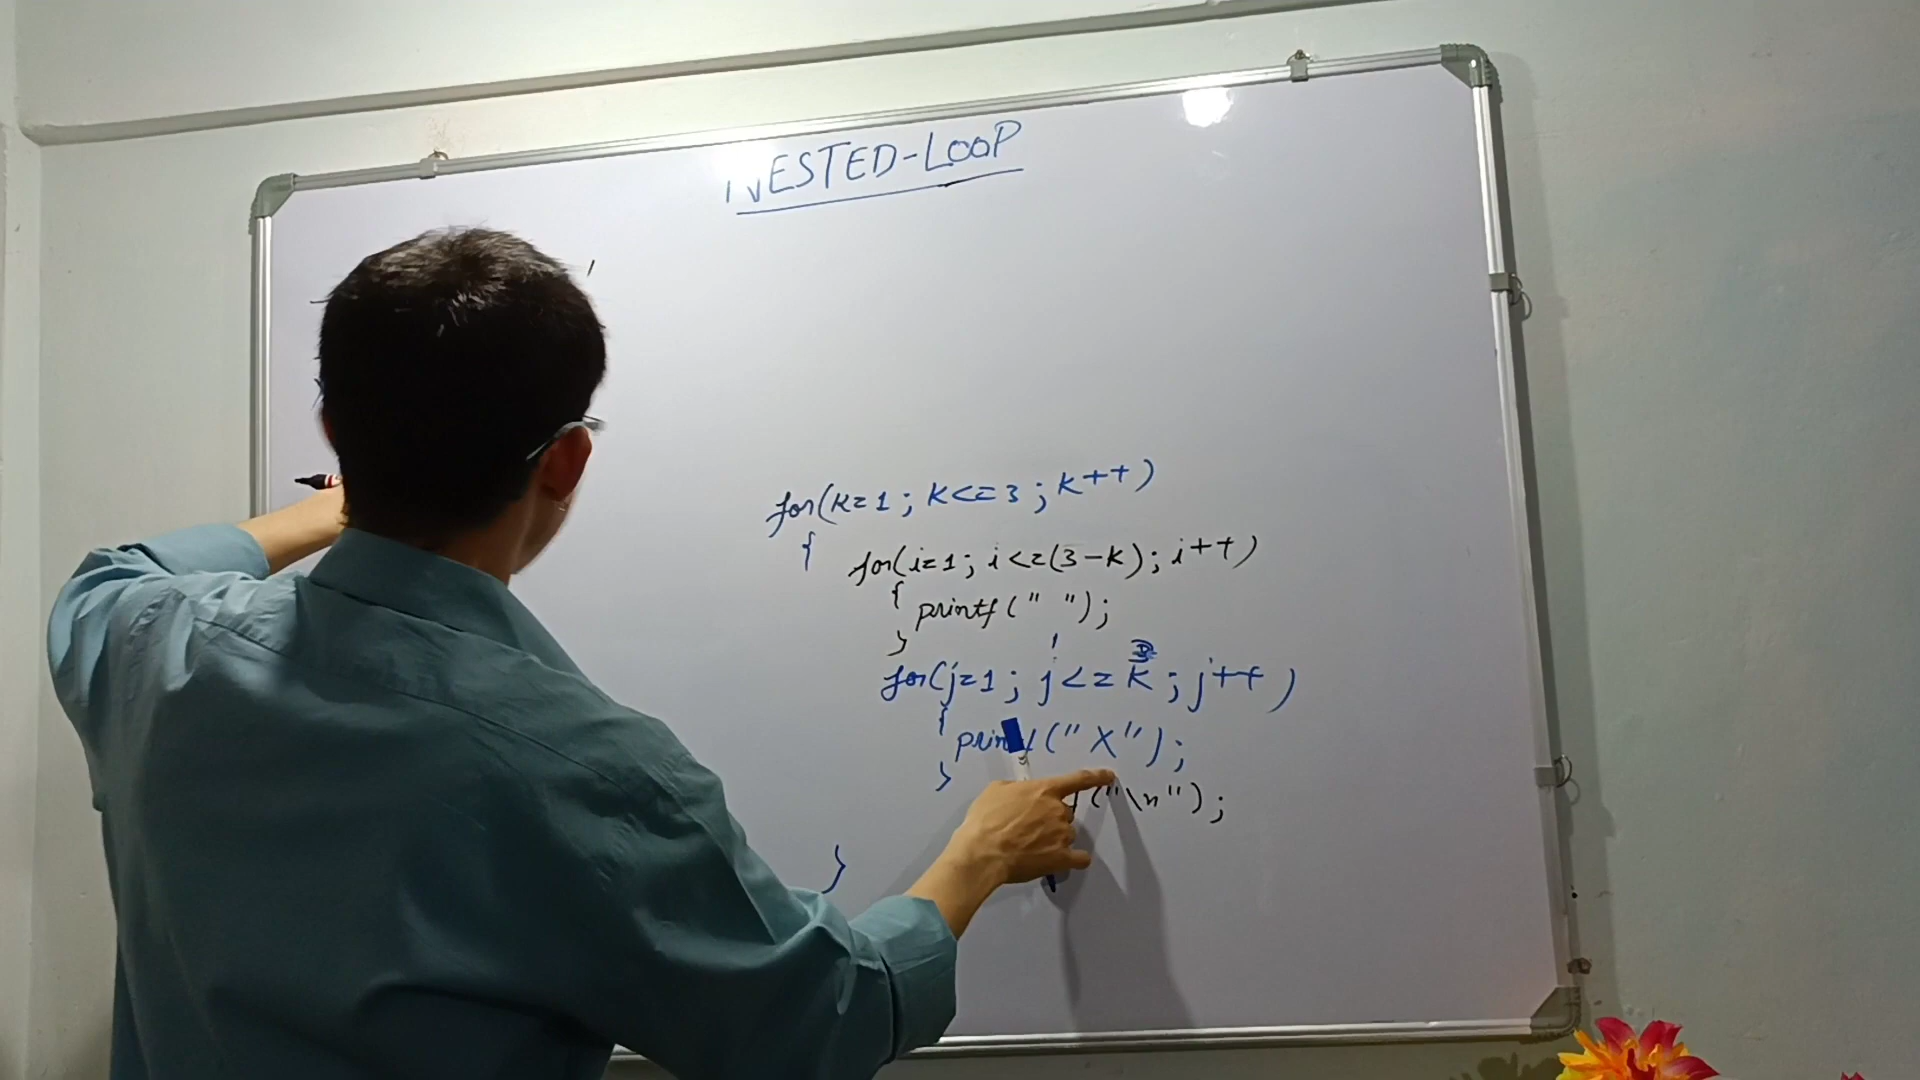 NESTED-LOOP
for(k=1; k<=3; k++)
{
for(i=1; i<=(3-k); i++)
{
printf(" ");
}
for(j=1; j<=k; j++)
{
printf("X");
}
("\n");
}